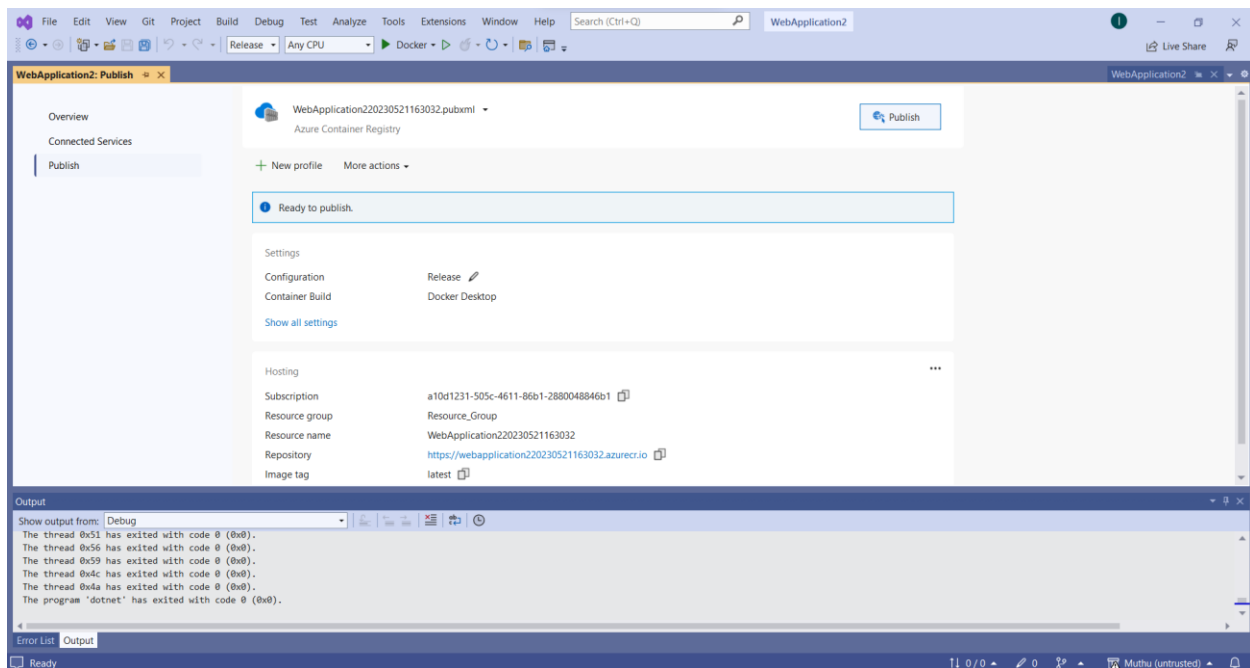 File Edit View Git Project Build Debug Test Analyze Tools Extensions Window Help Search (Ctrl+Q) WebApplication2 I
Release Any CPU Docker Live Share
WebApplication2: Publish WebApplication2
Overview
Connected Services
Publish
WebApplication220230521163032.pubxml
Azure Container Registry
Publish
New profile More actions
Ready to publish.
Settings
Configuration Release
Container Build Docker Desktop
Show all settings
Hosting ...
Subscription a10d1231-505c-4611-86b1-2880048846b1
Resource group Resource_Group
Resource name WebApplication220230521163032
Repository https://webapplication220230521163032.azurecr.io
Image tag latest
Output
Show output from: Debug
The thread 0x51 has exited with code 0 (0x0).
The thread 0x56 has exited with code 0 (0x0).
The thread 0x59 has exited with code 0 (0x0).
The thread 0x4c has exited with code 0 (0x0).
The thread 0x4a has exited with code 0 (0x0).
The program 'dotnet' has exited with code 0 (0x0).
Error List Output
Ready 0 / 0 0 Muthu (untrusted)